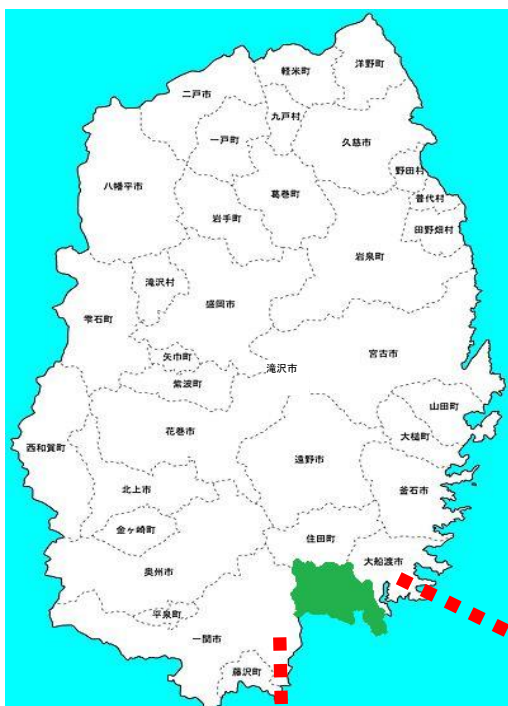 洋野町
軽米町
二戸市
九戸村
一戸町
久慈市
野田村
八幡平市
葛巻町
普代村
岩手町
田野畑村
岩泉町
滝沢村
盛岡市
雫石町
矢巾町
宮古市
滝沢市
紫波町
山田町
花巻市
大槌町
西和賀町
遠野市
北上市
釜石市
金ヶ崎町
住田町
大船渡市
奥州市
平泉町
一関市
藤沢町